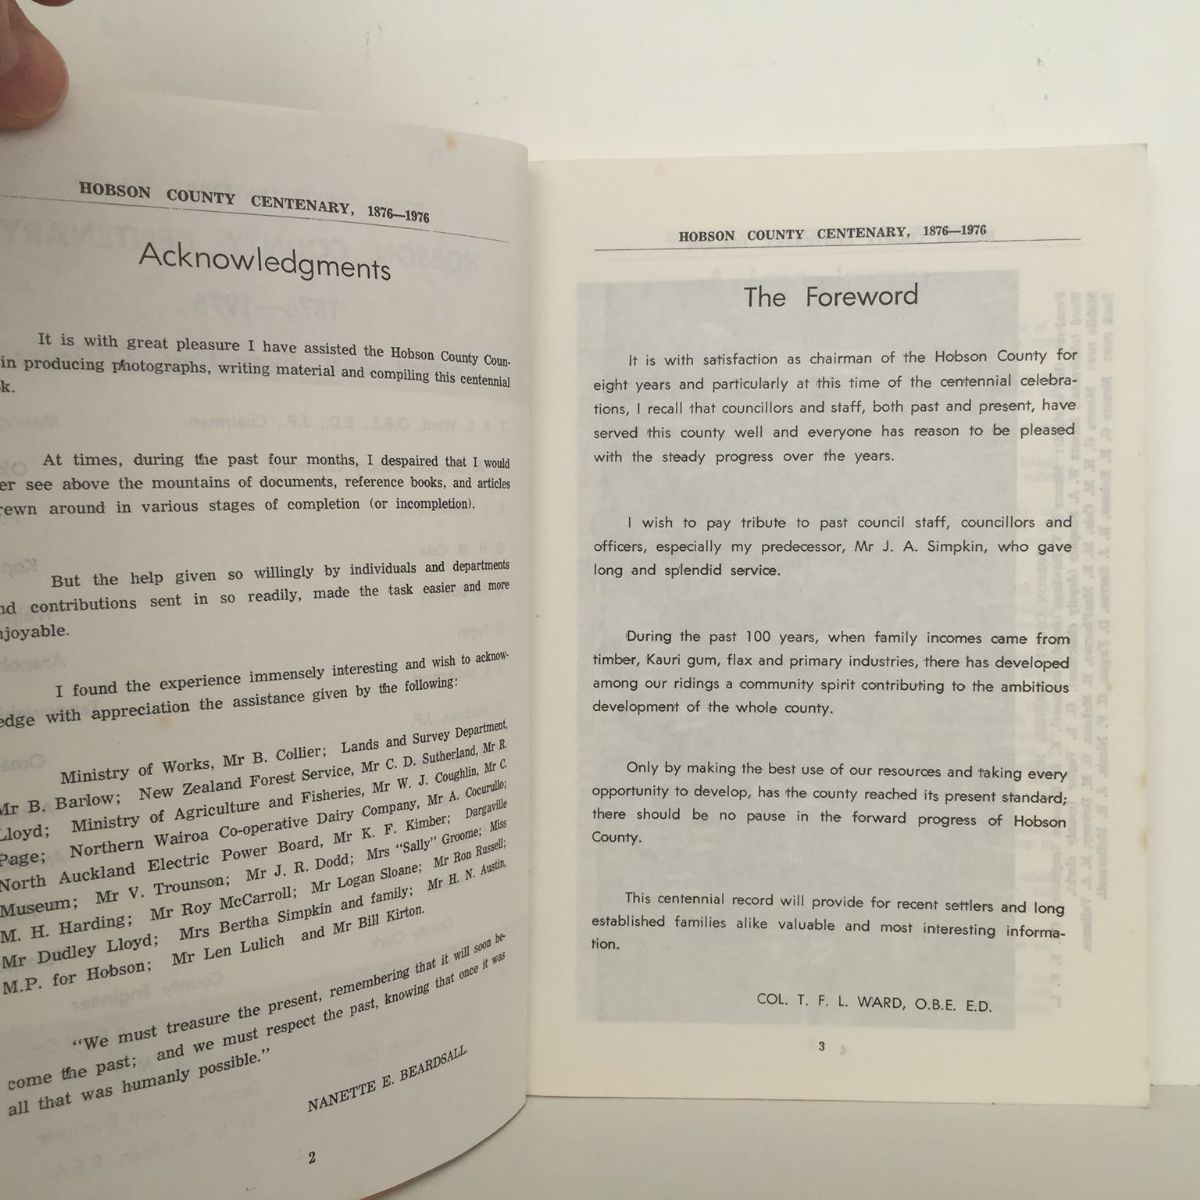 HOBSON COUNTY CENTENARY, 1876—1976
Acknowledgments
It is with great pleasure I have assisted the Hobson County Coun-
in producing photographs, writing material and compiling this centennial
k.
At times, during the past four months, I despaired that I would
er see above the mountains of documents, reference books, and articles
rewn around in various stages of completion (or incompletion).
But the help given so willingly by individuals and departments
nd contributions sent in so readily, made the task easier and more
njoyable.
I found the experience immensely interesting and wish to acknow-
edge with appreciation the assistance given by the following:
Ministry of Works, Mr B. Collier; Lands and Survey Department,
Mr B. Barlow; New Zealand Forest Service, Mr C. D. Sutherland, Mr R.
Lloyd; Ministry of Agriculture and Fisheries, Mr W. J. Coughlin, Mr C.
Page; Northern Wairoa Co-operative Dairy Company, Mr A. Cocurullo;
North Auckland Electric Power Board, Mr K. F. Kimber; Dargaville
Museum; Mr V. Trounson; Mr J. R. Dodd; Mrs "Sally" Groome; Miss
M. H. Harding; Mr Roy McCarroll; Mr Logan Sloane; Mr Ron Russell;
Mr Dudley Lloyd; Mrs Bertha Simpkin and family; Mr H. N. Austin,
M.P. for Hobson; Mr Len Lulich and Mr Bill Kirton.
"We must treasure the present, remembering that it will soon be-
come the past; and we must respect the past, knowing that once it was
all that was humanly possible."
NANETTE E. BEARDSALL.
2
HOBSON COUNTY CENTENARY, 1876—1976
The Foreword
It is with satisfaction as chairman of the Hobson County for
eight years and particularly at this time of the centennial celebra-
tions, I recall that councillors and staff, both past and present, have
served this county well and everyone has reason to be pleased
with the steady progress over the years.
I wish to pay tribute to past council staff, councillors and
officers, especially my predecessor, Mr J. A. Simpkin, who gave
long and splendid service.
During the past 100 years, when family incomes came from
timber, Kauri gum, flax and primary industries, there has developed
among our ridings a community spirit contributing to the ambitious
development of the whole county.
Only by making the best use of our resources and taking every
opportunity to develop, has the county reached its present standard;
there should be no pause in the forward progress of Hobson
County.
This centennial record will provide for recent settlers and long
established families alike valuable and most interesting informa-
tion.
COL. T. F. L. WARD, O.B.E. E.D.
3